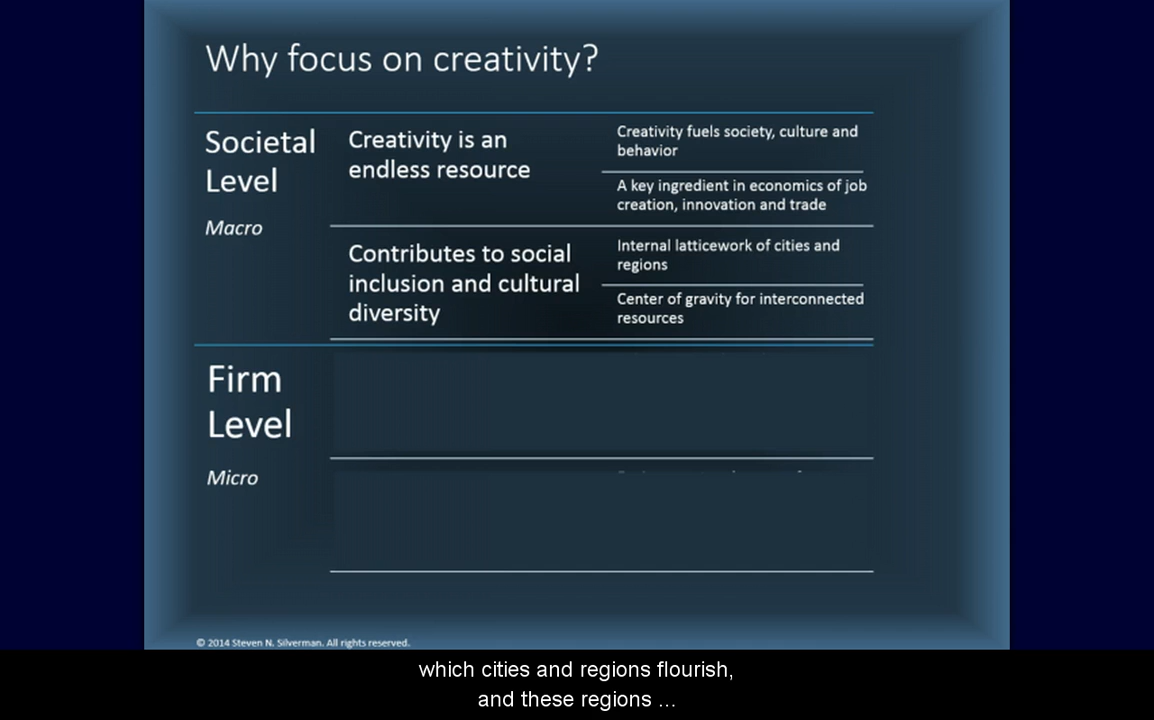 Why focus on creativity?
Societal
Level
Macro
Creativity is an
endless resource
Creativity fuels society, culture and
behavior
A key ingredient in economics of job
creation, innovation and trade
Contributes to social
inclusion and cultural
diversity
Internal latticework of cities and
regions
Center of gravity for interconnected
resources
Firm
Level
Micro
© 2014 Steven N. Silverman. All rights reserved.
which cities and regions flourish,
and these regions ...